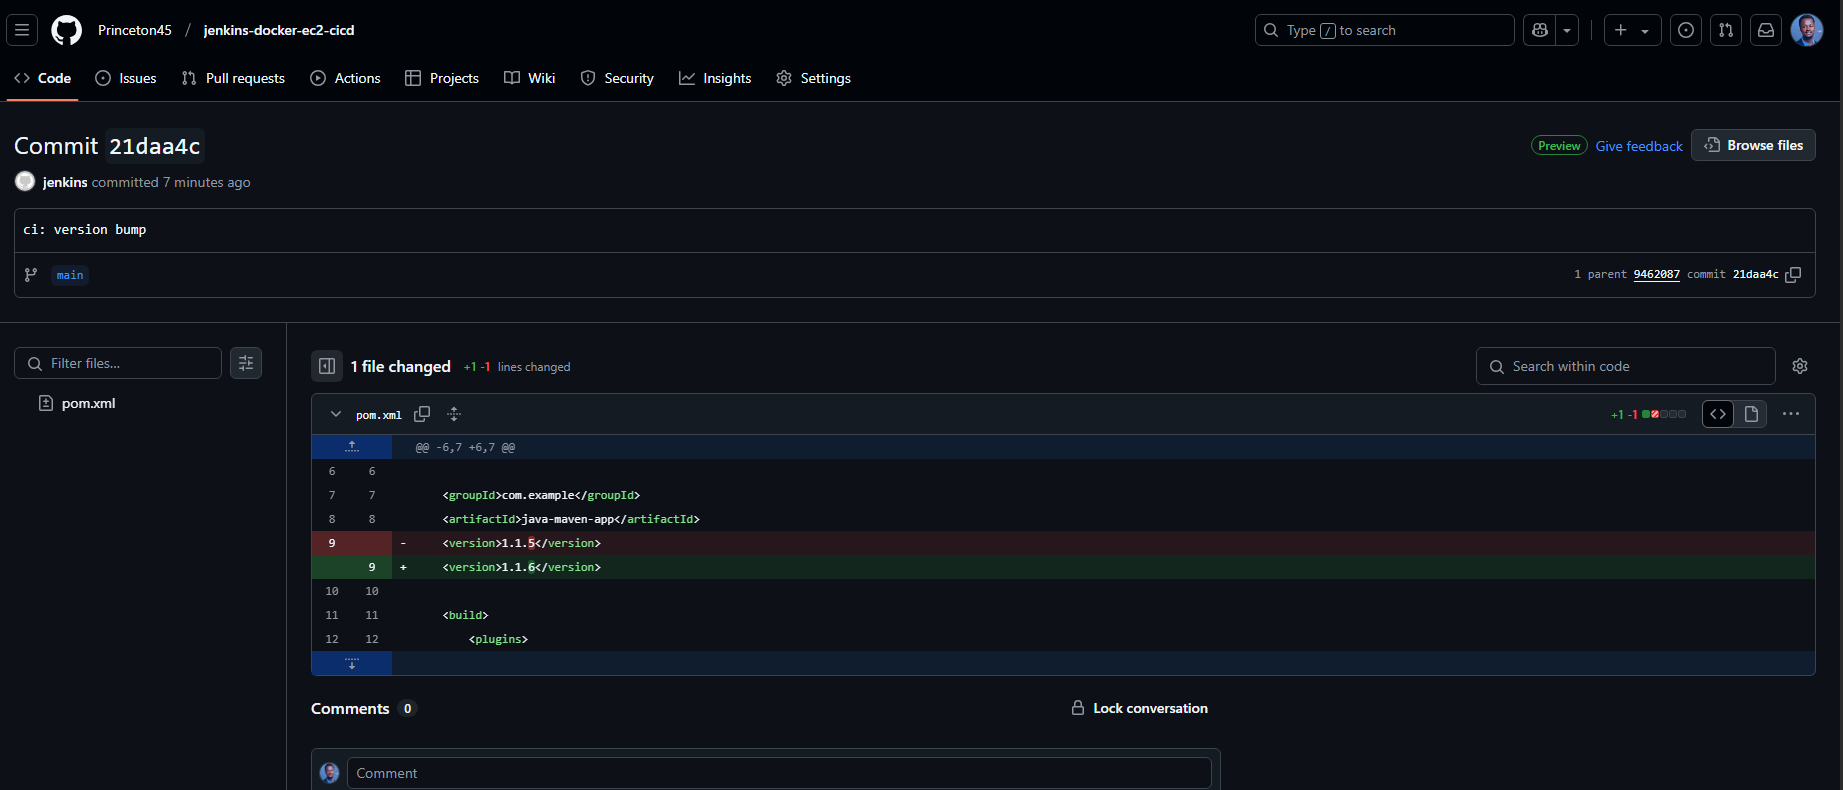 Princeton45 / jenkins-docker-ec2-cicd
Type / to search
Code Issues Pull requests Actions Projects Wiki Security Insights Settings
Commit 21daa4c
Preview Give feedback Browse files
jenkins committed 7 minutes ago
ci: version bump
main
1 parent 9462087 commit 21daa4c
Filter files...
pom.xml
1 file changed +1 -1 lines changed
Search within code
pom.xml
+1 -1
@@ -6,7 +6,7 @@
6 6
7 7 <groupId>com.example</groupId>
8 8 <artifactId>java-maven-app</artifactId>
9 - <version>1.1.5</version>
9 + <version>1.1.6</version>
10 10
11 11 <build>
12 12 <plugins>
Comments 0
Lock conversation
Comment